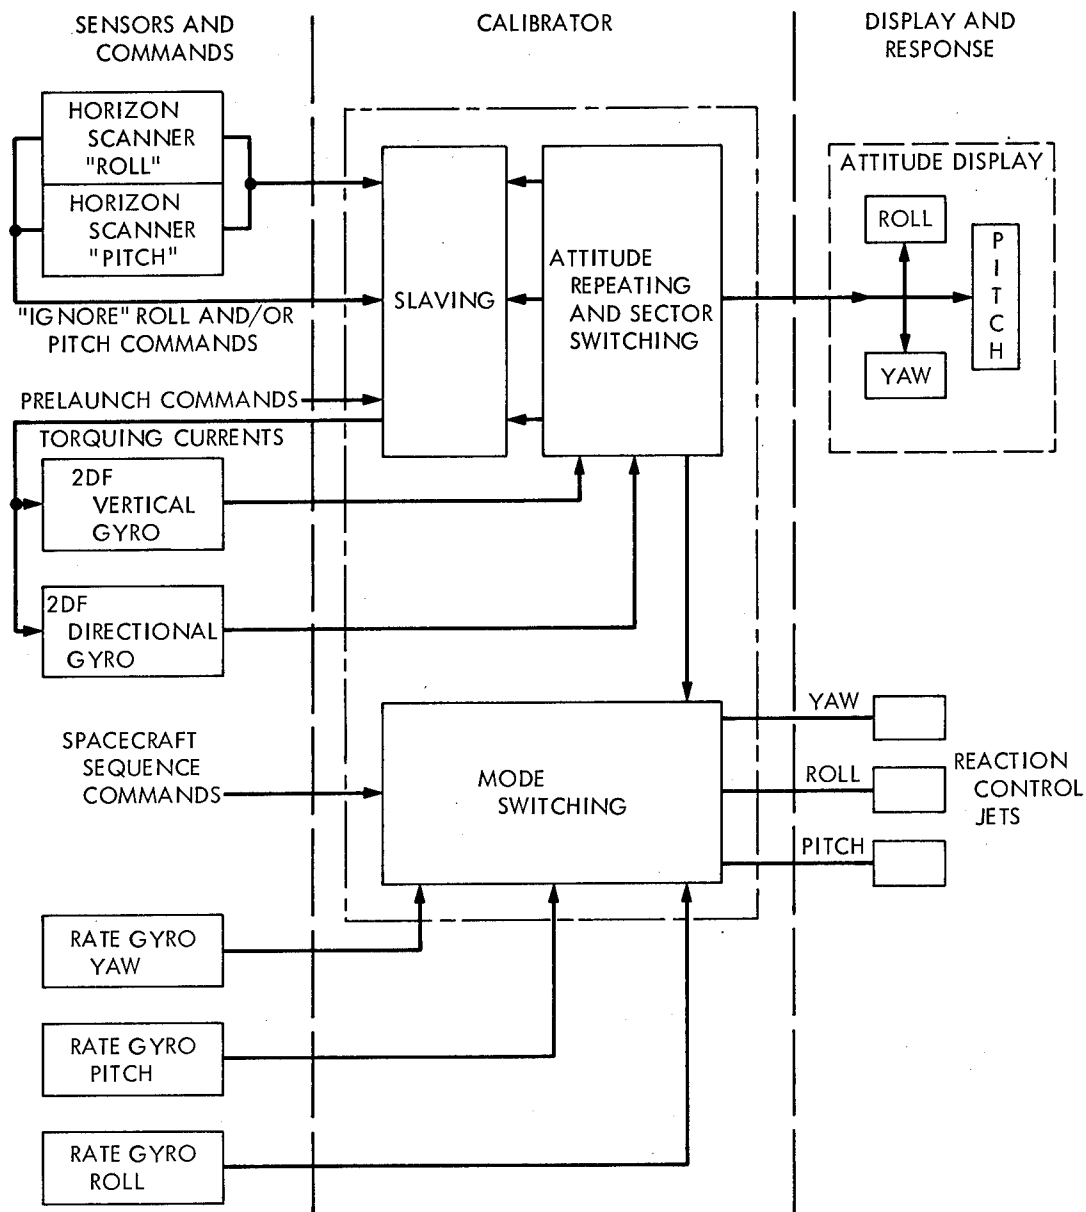 SENSORS AND
COMMANDS
CALIBRATOR
DISPLAY AND
RESPONSE
HORIZON
SCANNER
"ROLL"
HORIZON
SCANNER
"PITCH"
"IGNORE" ROLL AND/OR
PITCH COMMANDS
PRELAUNCH COMMANDS
TORQUING CURRENTS
2DF
VERTICAL
GYRO
2DF
DIRECTIONAL
GYRO
SPACECRAFT
SEQUENCE
COMMANDS
RATE GYRO
YAW
RATE GYRO
PITCH
RATE GYRO
ROLL
SLAVING
ATTITUDE
REPEATING
AND SECTOR
SWITCHING
MODE
SWITCHING
ATTITUDE DISPLAY
ROLL
PITCH
YAW
YAW
ROLL
PITCH
REACTION
CONTROL
JETS